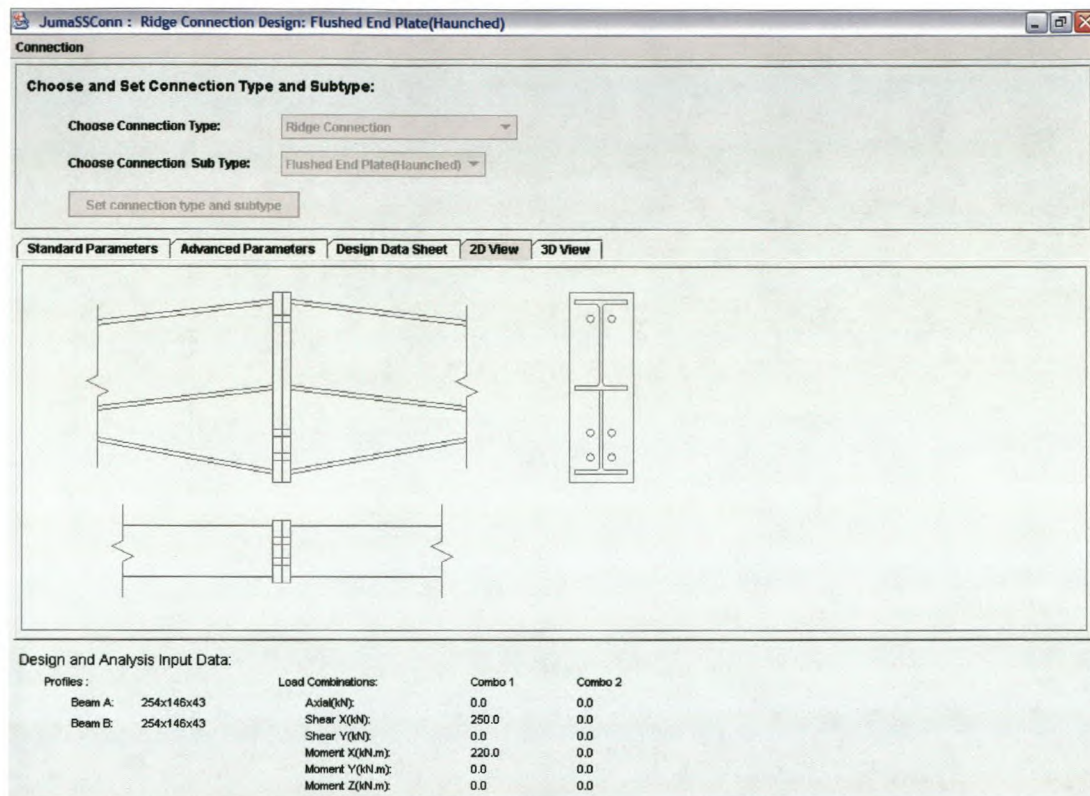 JumaSSConn : Ridge Connection Design: Flushed End Plate(Haunched)
Connection
Choose and Set Connection Type and Subtype:
Choose Connection Type: Ridge Connection
Choose Connection Sub Type: Flushed End Plate(Haunched)
Set connection type and subtype
Standard Parameters Advanced Parameters Design Data Sheet 2D View 3D View
Design and Analysis Input Data:
Profiles : Load Combinations: Combo 1 Combo 2
Beam A: 254x146x43 Axial(kN): 0.0 0.0
Beam B: 254x146x43 Shear X(kN): 250.0 0.0
Shear Y(kN): 0.0 0.0
Moment X(kN.m): 220.0 0.0
Moment Y(kN.m): 0.0 0.0
Moment Z(kN.m): 0.0 0.0